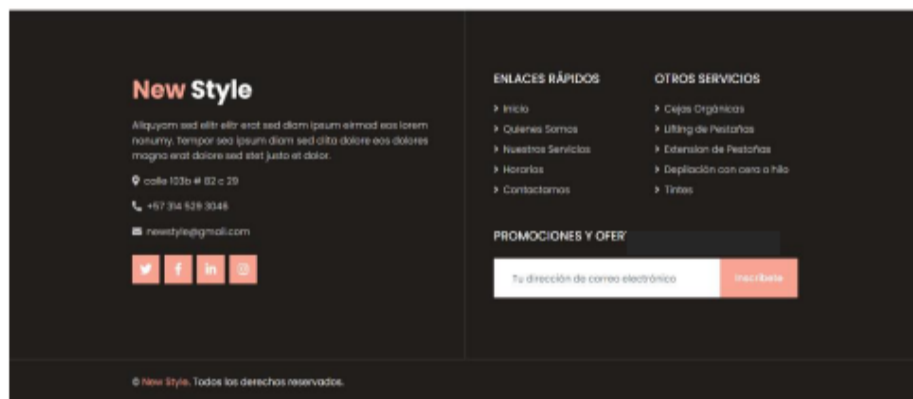 New Style
Aliquyam sed elitr elitr erat sed diam ipsum eirmod eos lorem
nonumy. Tempor sea ipsum diam sed clita dolore eos dolores
magna erat dolore sed stet justo et dolor.
calle 103b # 82 c 29
+57 314 529 3046
newstyle@gmail.com
ENLACES RÁPIDOS
Inicio
Quienes Somos
Nuestros Servicios
Horarios
Contactarnos
OTROS SERVICIOS
Cejas Orgánicas
Lifting de Pestañas
Extension de Pestañas
Depilación con cera o hilo
Tintes
PROMOCIONES Y OFER
Tu dirección de correo electrónico
Inscríbete
© New Style. Todos los derechos reservados.